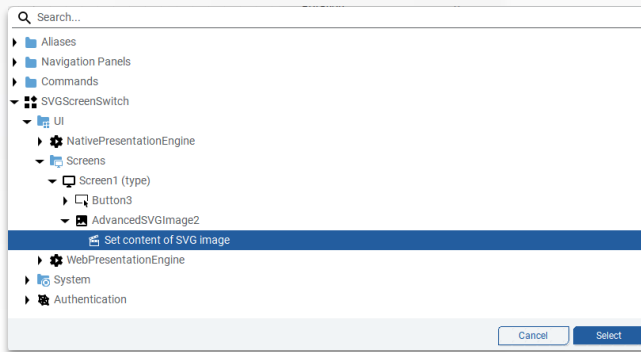 Search...
Aliases
Navigation Panels
Commands
SVGScreenSwitch
UI
NativePresentationEngine
Screens
Screen1 (type)
Button3
AdvancedSVGImage2
Set content of SVG image
WebPresentationEngine
System
Authentication
Cancel Select